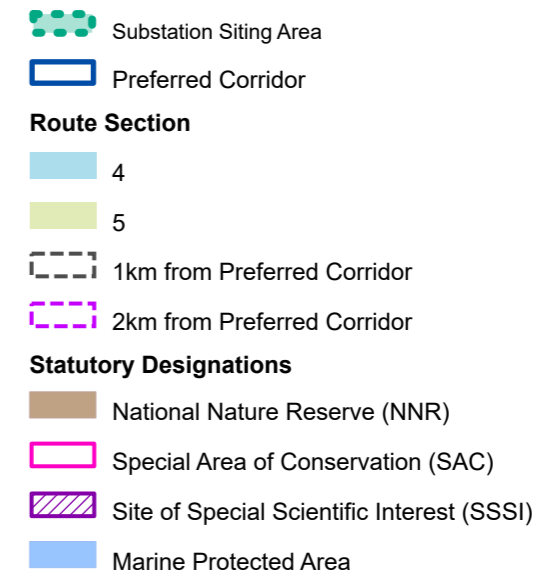 Substation Siting Area
Preferred Corridor
Route Section
4
5
1km from Preferred Corridor
2km from Preferred Corridor
Statutory Designations
National Nature Reserve (NNR)
Special Area of Conservation (SAC)
Site of Special Scientific Interest (SSSI)
Marine Protected Area